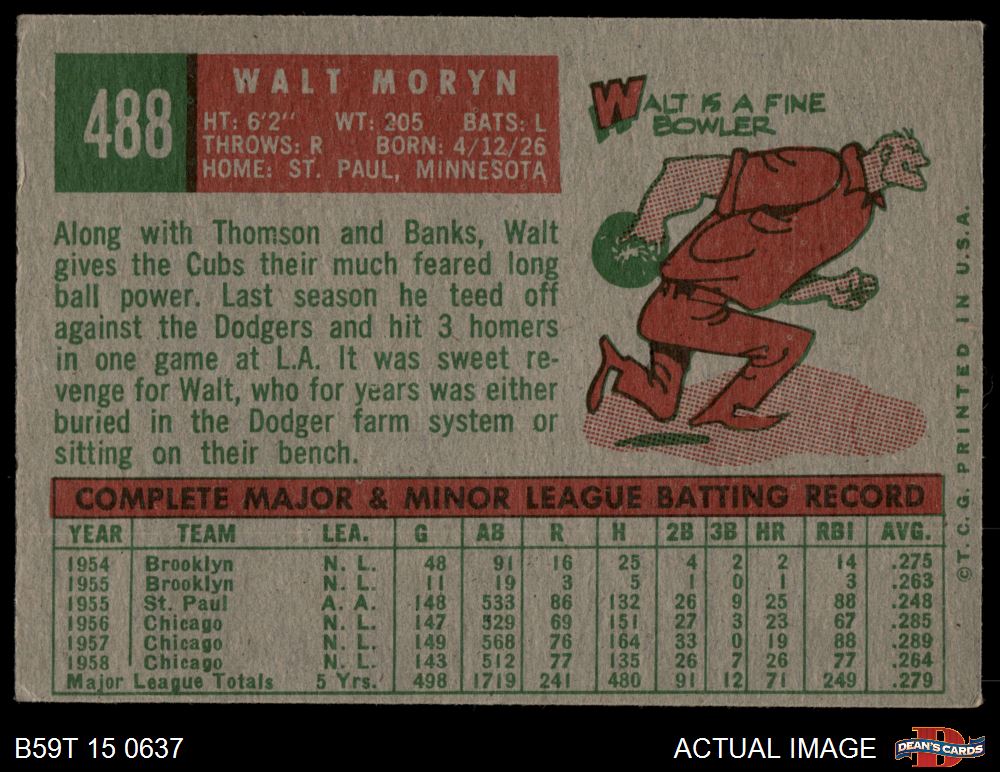 488
WALT MORYN
HT: 6'2" WT: 205 BATS: L
THROWS: R BORN: 4/12/26
HOME: ST. PAUL, MINNESOTA
WALT IS A FINE
BOWLER
Along with Thomson and Banks, Walt
gives the Cubs their much feared long
ball power. Last season he teed off
against the Dodgers and hit 3 homers
in one game at L.A. It was sweet re-
venge for Walt, who for years was either
buried in the Dodger farm system or
sitting on their bench.
COMPLETE MAJOR & MINOR LEAGUE BATTING RECORD
YEAR TEAM LEA. G AB R H 2B 3B HR RBI AVG.
1954 Brooklyn N. L. 48 91 16 25 4 2 2 14 .275
1955 Brooklyn N. L. 11 19 3 5 1 0 1 3 .263
1955 St. Paul A. A. 148 533 86 132 26 9 25 88 .248
1956 Chicago N. L. 147 529 69 151 27 3 23 67 .285
1957 Chicago N. L. 149 568 76 164 33 0 19 88 .289
1958 Chicago N. L. 143 512 77 135 26 7 26 77 .264
Major League Totals 5 Yrs. 498 1719 241 480 91 12 71 249 .279
©T.C.G. PRINTED IN U.S.A.
B59T 15 0637
ACTUAL IMAGE
D
DEAN'S CARDS